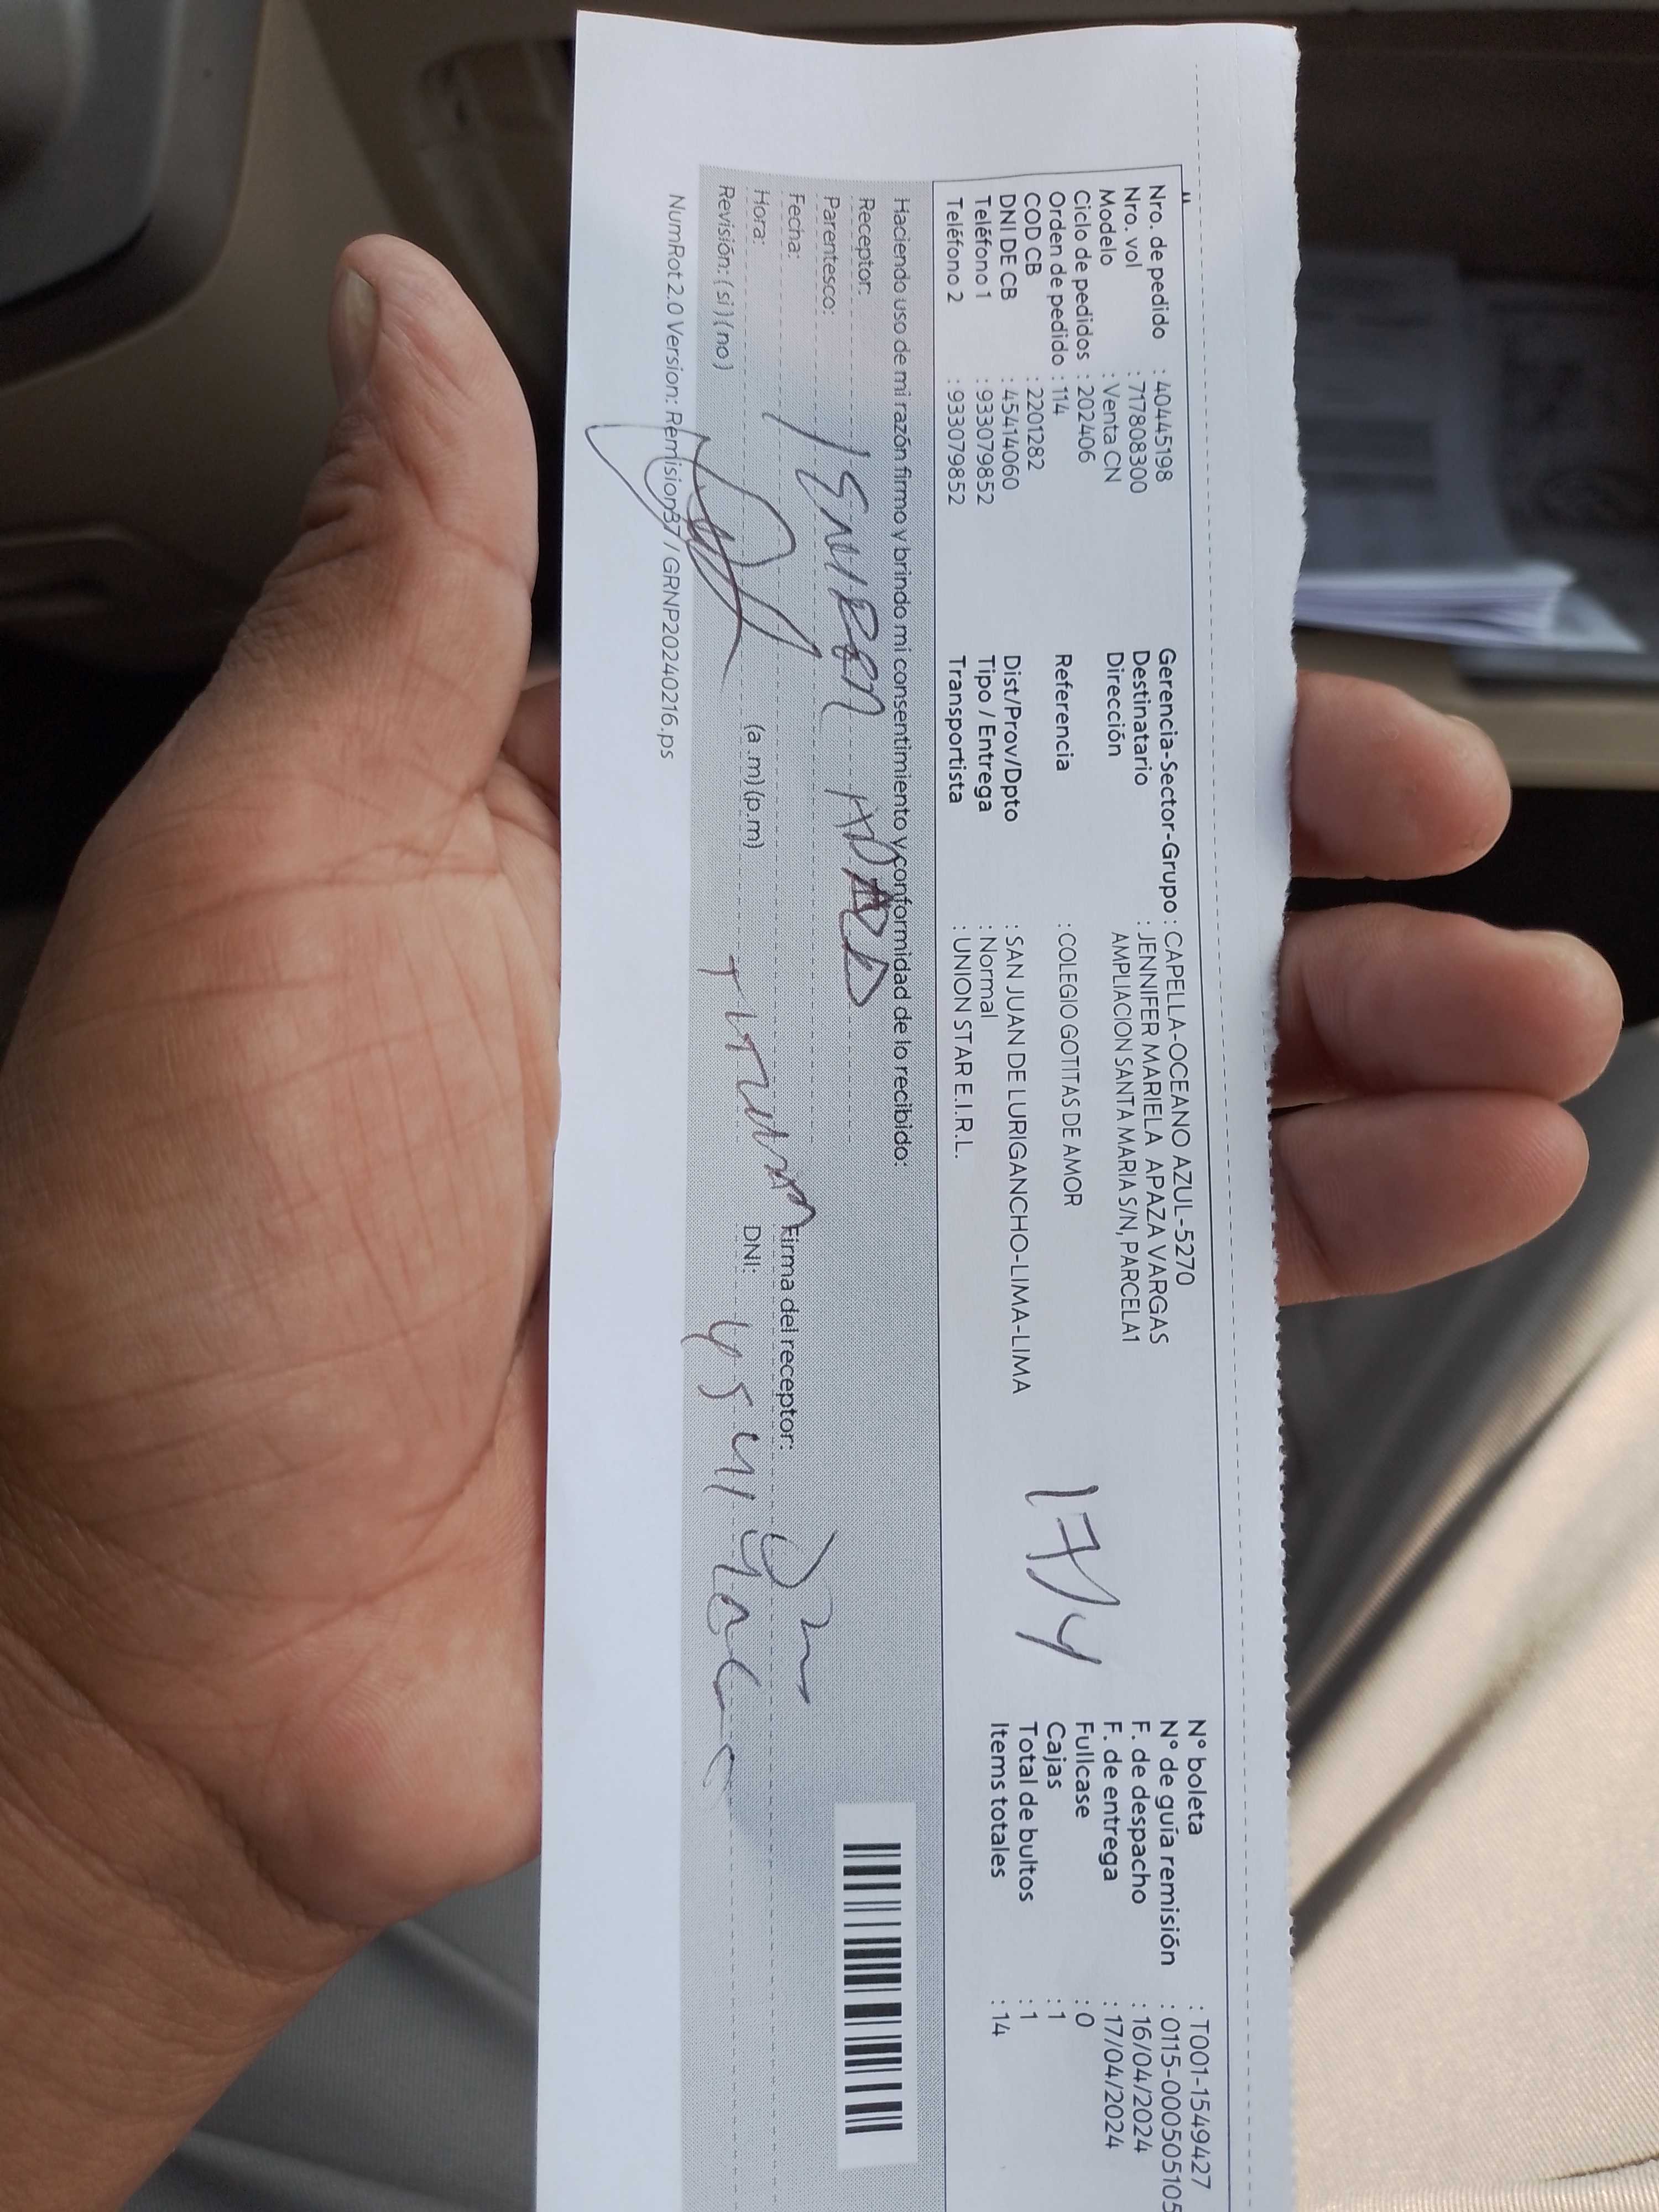 Nro. de pedido : 40445198
Nro. vol : 717808300
Modelo : Venta CN
Ciclo de pedidos : 202406
Orden de pedido : 114
COD CB : 2201282
DNI DE CB : 45414060
Teléfono 1 : 933079852
Teléfono 2 : 933079852
Gerencia-Sector-Grupo : CAPELLA-OCEANO AZUL-5270
Destinatario : JENNIFER MARIELA APAZA VARGAS
Dirección AMPLIACION SANTA MARIA S/N, PARCELA1
Referencia : COLEGIO GOTITAS DE AMOR
Dist/Prov/Dpto : SAN JUAN DE LURIGANCHO-LIMA-LIMA
Tipo / Entrega : Normal
Transportista : UNION STAR E.I.R.L.
17/4
N° boleta : T001-1549427
N° de guía remisión : 0115-000505105
F. de despacho : 16/04/2024
F. de entrega : 17/04/2024
Fullcase : 0
Cajas : 1
Total de bultos : 1
Items totales : 14
Haciendo uso de mi razón firmo y brindo mi consentimiento y conformidad de lo recibido:
Receptor:
Parentesco:
Fecha:
Hora: (a.m)(p.m)
Revisión: (si)(no)
Firma del receptor:
DNI:
NumRot 2.0 Version: Remision37 / GRNP20240216.ps